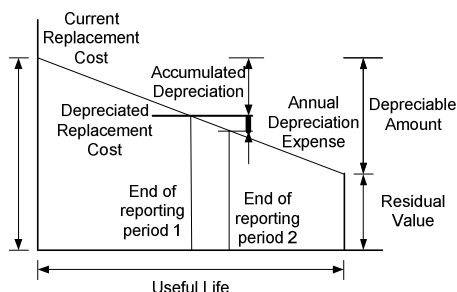 Current
Replacement
Cost
Accumulated
Depreciation
Depreciated
Replacement
Cost
Annual
Depreciation
Expense
Depreciable
Amount
End of
reporting
period 1
End of
reporting
period 2
Residual
Value
Useful Life